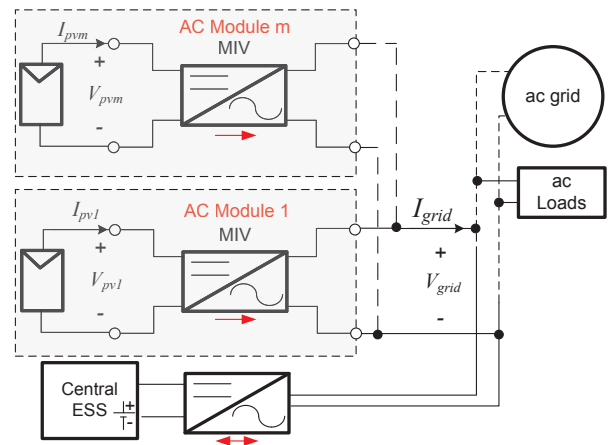 AC Module m
MIV
I_pvm
+
V_pvm
-
ac grid
ac
Loads
AC Module 1
MIV
I_pv1
+
V_pv1
-
I_grid
+
V_grid
-
Central
ESS
+
-